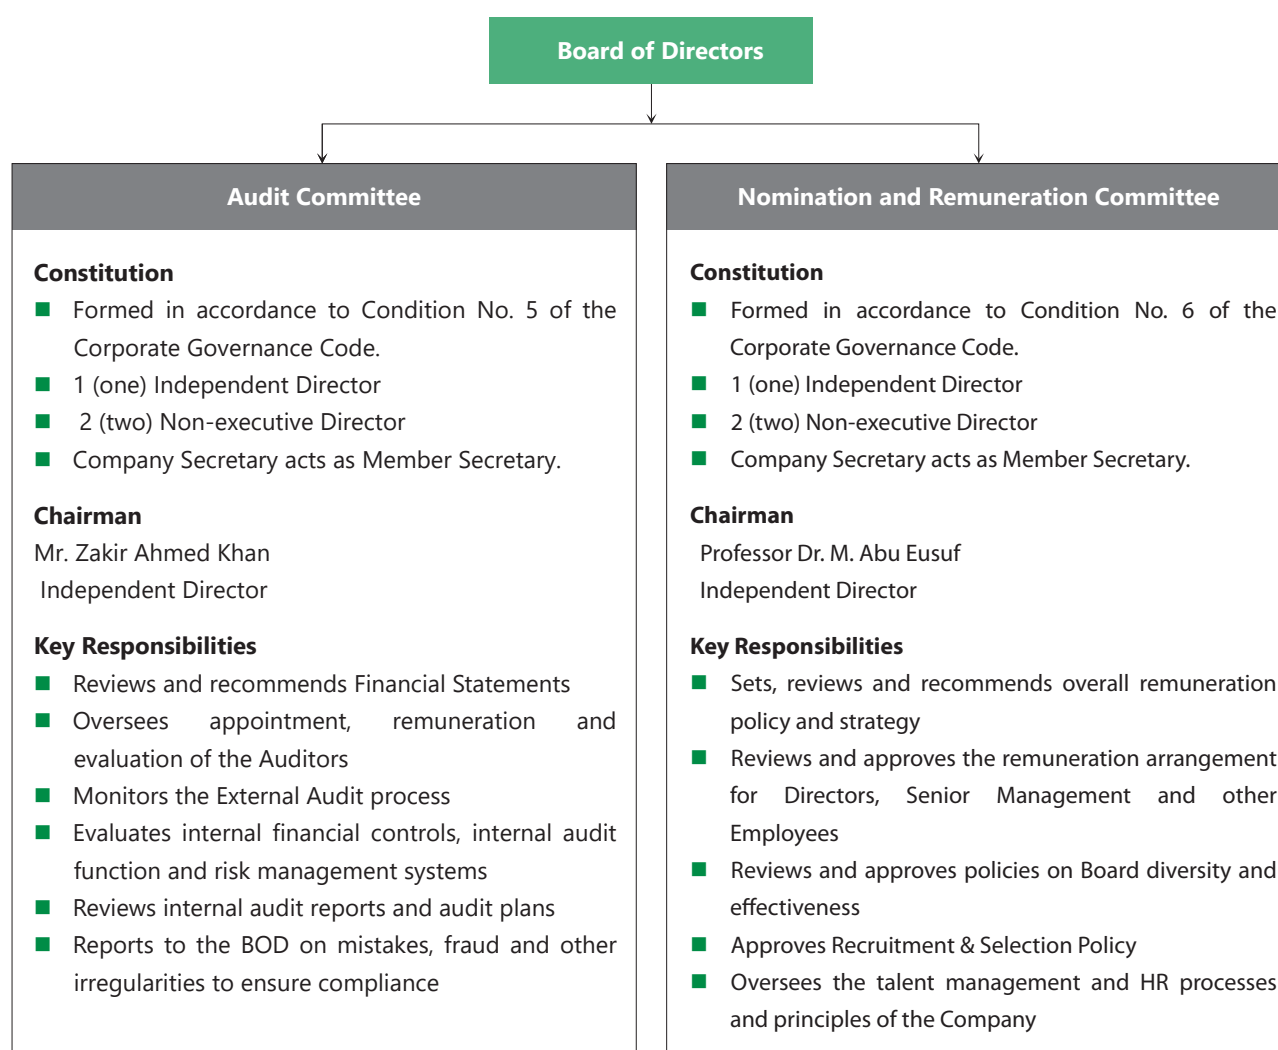 Board of Directors
Audit Committee
Constitution
Formed in accordance to Condition No. 5 of the
Corporate Governance Code.
1 (one) Independent Director
2 (two) Non-executive Director
Company Secretary acts as Member Secretary.
Chairman
Mr. Zakir Ahmed Khan
Independent Director
Key Responsibilities
Reviews and recommends Financial Statements
Oversees appointment, remuneration and
evaluation of the Auditors
Monitors the External Audit process
Evaluates internal financial controls, internal audit
function and risk management systems
Reviews internal audit reports and audit plans
Reports to the BOD on mistakes, fraud and other
irregularities to ensure compliance
Nomination and Remuneration Committee
Constitution
Formed in accordance to Condition No. 6 of the
Corporate Governance Code.
1 (one) Independent Director
2 (two) Non-executive Director
Company Secretary acts as Member Secretary.
Chairman
Professor Dr. M. Abu Eusuf
Independent Director
Key Responsibilities
Sets, reviews and recommends overall remuneration
policy and strategy
Reviews and approves the remuneration arrangement
for Directors, Senior Management and other
Employees
Reviews and approves policies on Board diversity and
effectiveness
Approves Recruitment & Selection Policy
Oversees the talent management and HR processes
and principles of the Company